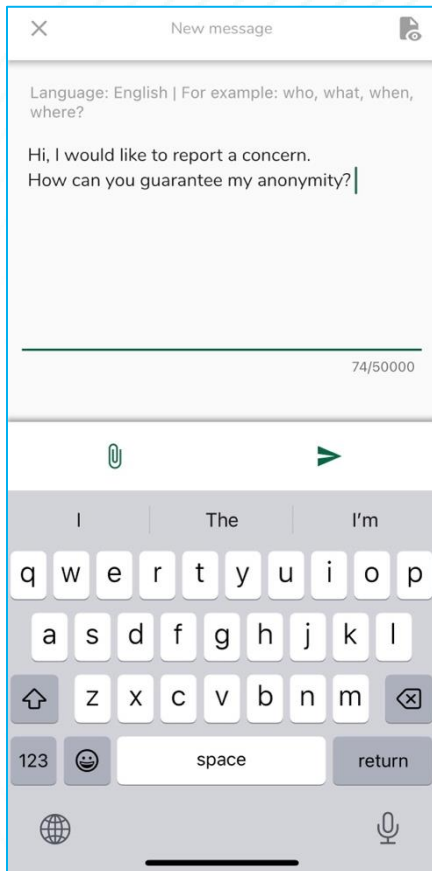 New message
Language: English | For example: who, what, when,
where?
Hi, I would like to report a concern.
How can you guarantee my anonymity?
74/50000
I The I'm
q w e r t y u i o p
a s d f g h j k l
z x c v b n m
123 space return